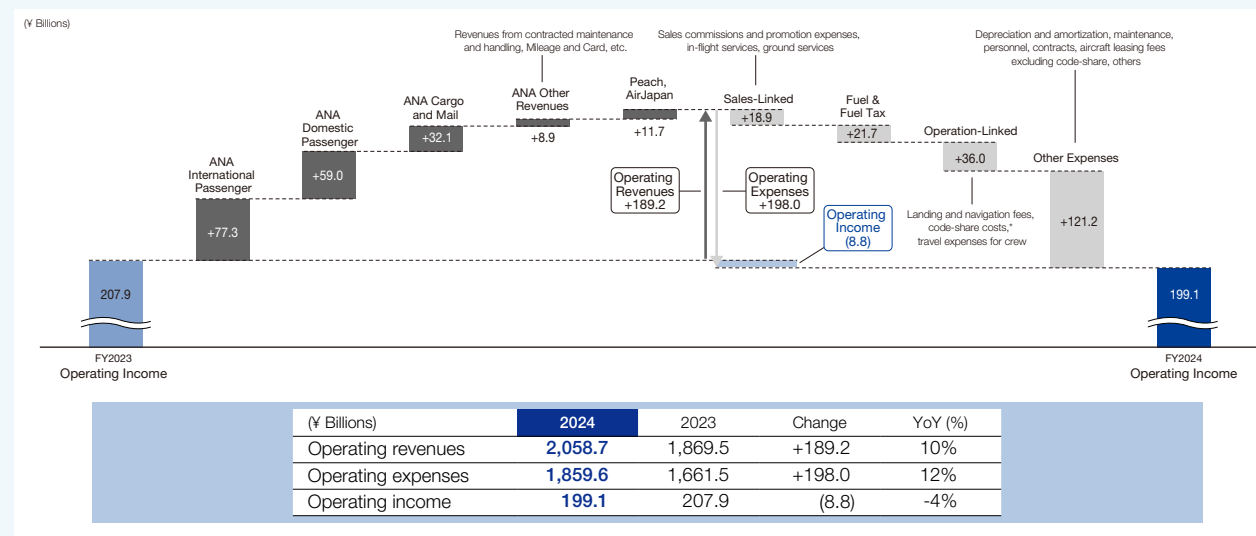 (¥ Billions)
Revenues from contracted maintenance
and handling, Mileage and Card, etc.
Sales commissions and promotion expenses,
in-flight services, ground services
Depreciation and amortization, maintenance,
personnel, contracts, aircraft leasing fees
excluding code-share, others
ANA
International
Passenger
+77.3
ANA
Domestic
Passenger
+59.0
ANA Cargo
and Mail
+32.1
ANA Other
Revenues
+8.9
Peach,
AirJapan
+11.7
Sales-Linked
+18.9
Fuel &
Fuel Tax
+21.7
Operation-Linked
+36.0
Other Expenses
+121.2
Operating
Revenues
+189.2
Operating
Expenses
+198.0
Operating
Income
(8.8)
Landing and navigation fees,
code-share costs,*
travel expenses for crew
207.9
199.1
FY2023
Operating Income
FY2024
Operating Income
(¥ Billions) 2024 2023 Change YoY (%)
Operating revenues 2,058.7 1,869.5 +189.2 10%
Operating expenses 1,859.6 1,661.5 +198.0 12%
Operating income 199.1 207.9 (8.8) -4%